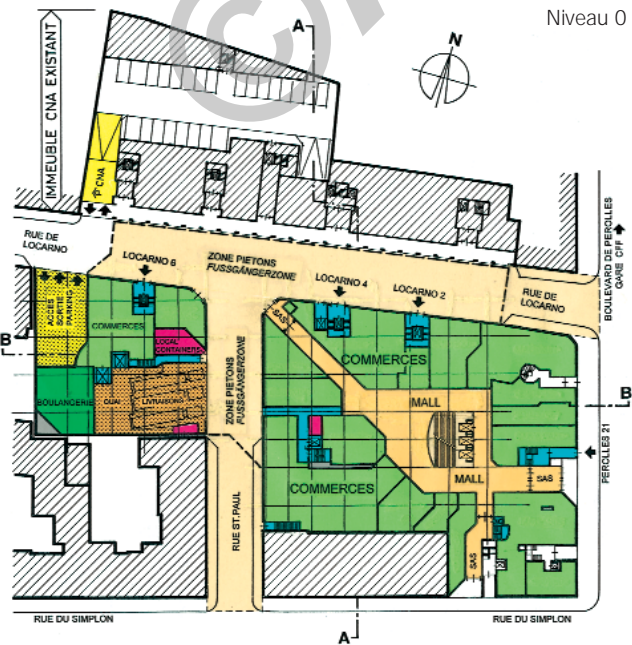 Niveau 0
A
N
IMMEUBLE CNA EXISTANT
P CNA
RUE DE
LOCARNO
ZONE PIETONS
FUSSGÄNGERZONE
LOCARNO 6
LOCARNO 4
LOCARNO 2
RUE DE
LOCARNO
BOULEVARD DE PEROLLES
GARE CFF
ACCES
SORTIE
PARKING
COMMERCES
LOCAL
CONTAINERS
SAS
COMMERCES
B
ZONE PIETONS
FUSSGÄNGERZONE
MALL
B
BOULANGERIE
QUAI
LIVRAISONS
PEROLLES 21
COMMERCES
MALL
SAS
RUE ST.PAUL
SAS
RUE DU SIMPLON
RUE DU SIMPLON
A